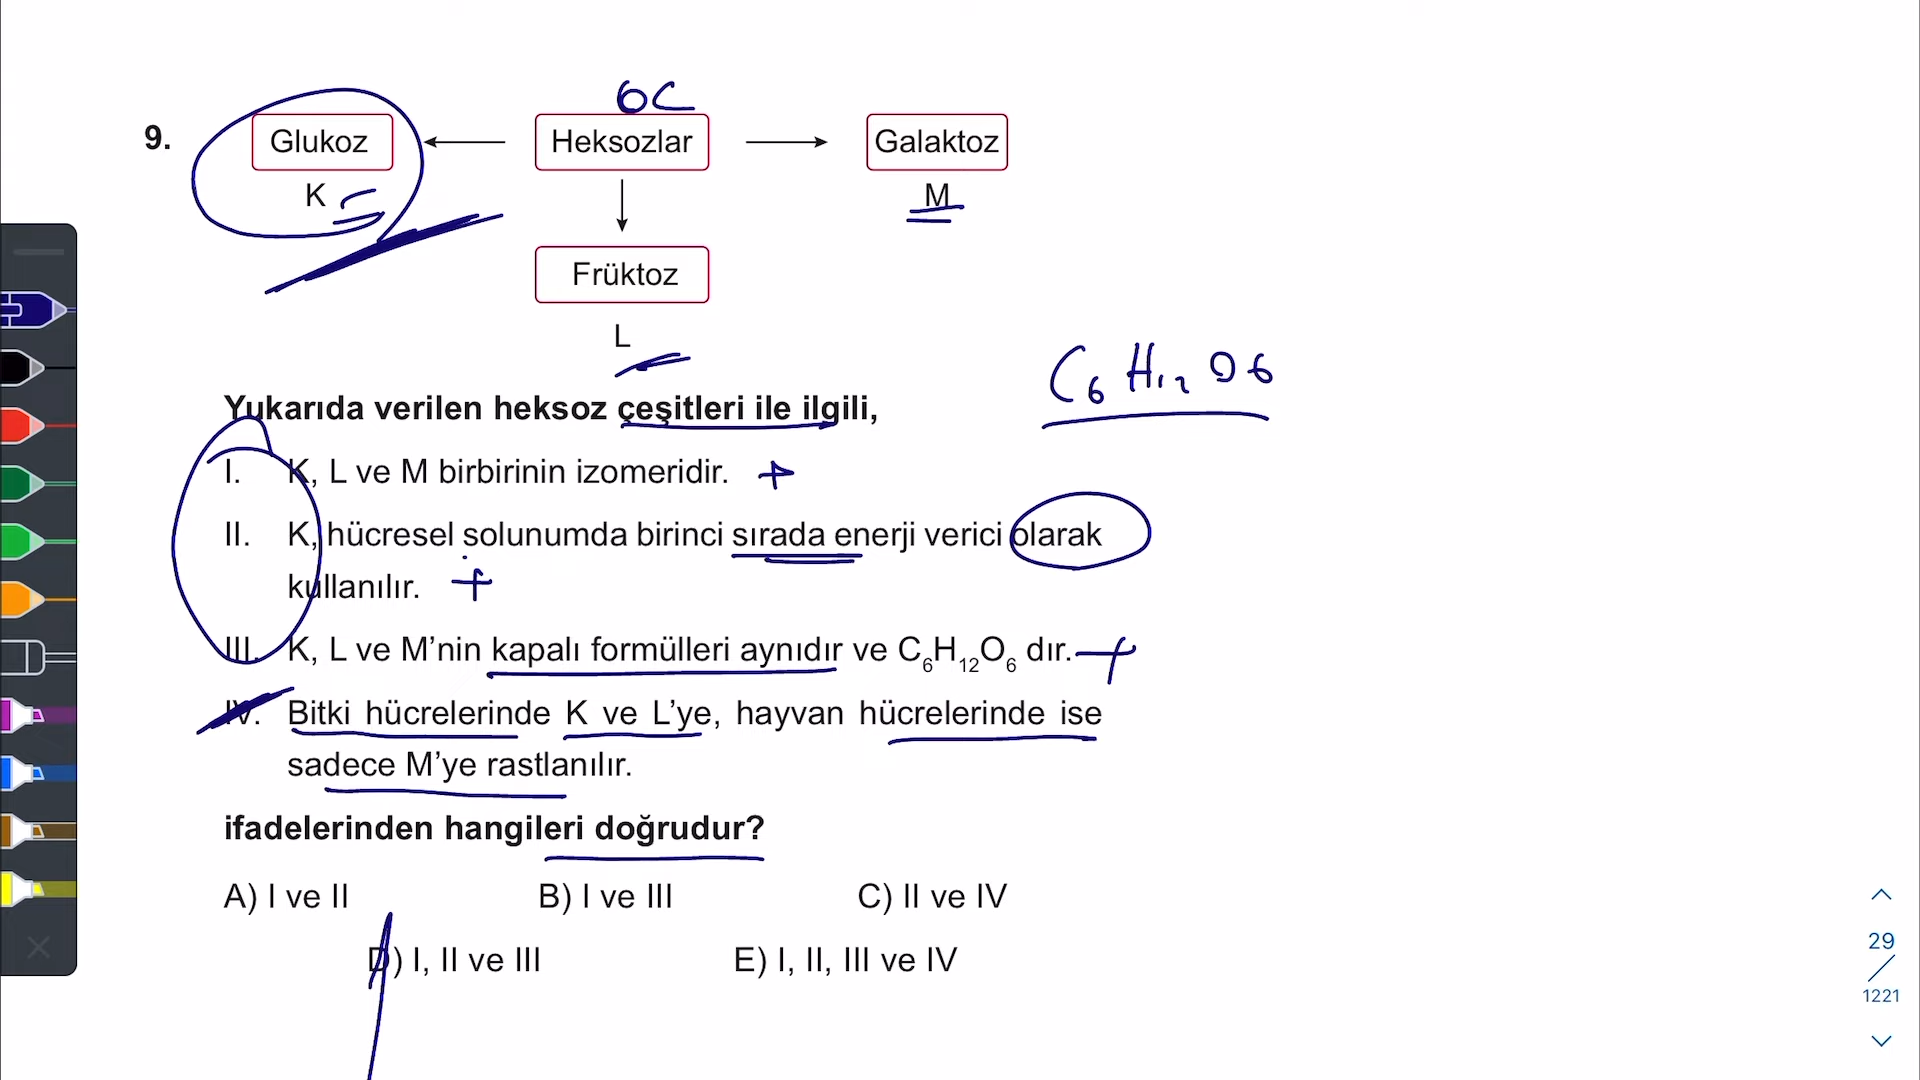 6C
9. Glukoz Heksozlar Galaktoz
K M
Früktoz
L
C6H12O6
Yukarıda verilen heksoz çeşitleri ile ilgili,
I. K, L ve M birbirinin izomeridir. +
II. K, hücresel solunumda birinci sırada enerji verici olarak
kullanılır. +
III. K, L ve M’nin kapalı formülleri aynıdır ve C6H12O6 dır. +
IV. Bitki hücrelerinde K ve L’ye, hayvan hücrelerinde ise
sadece M’ye rastlanılır.
ifadelerinden hangileri doğrudur?
A) I ve II B) I ve III C) II ve IV
D) I, II ve III E) I, II, III ve IV
29
1221